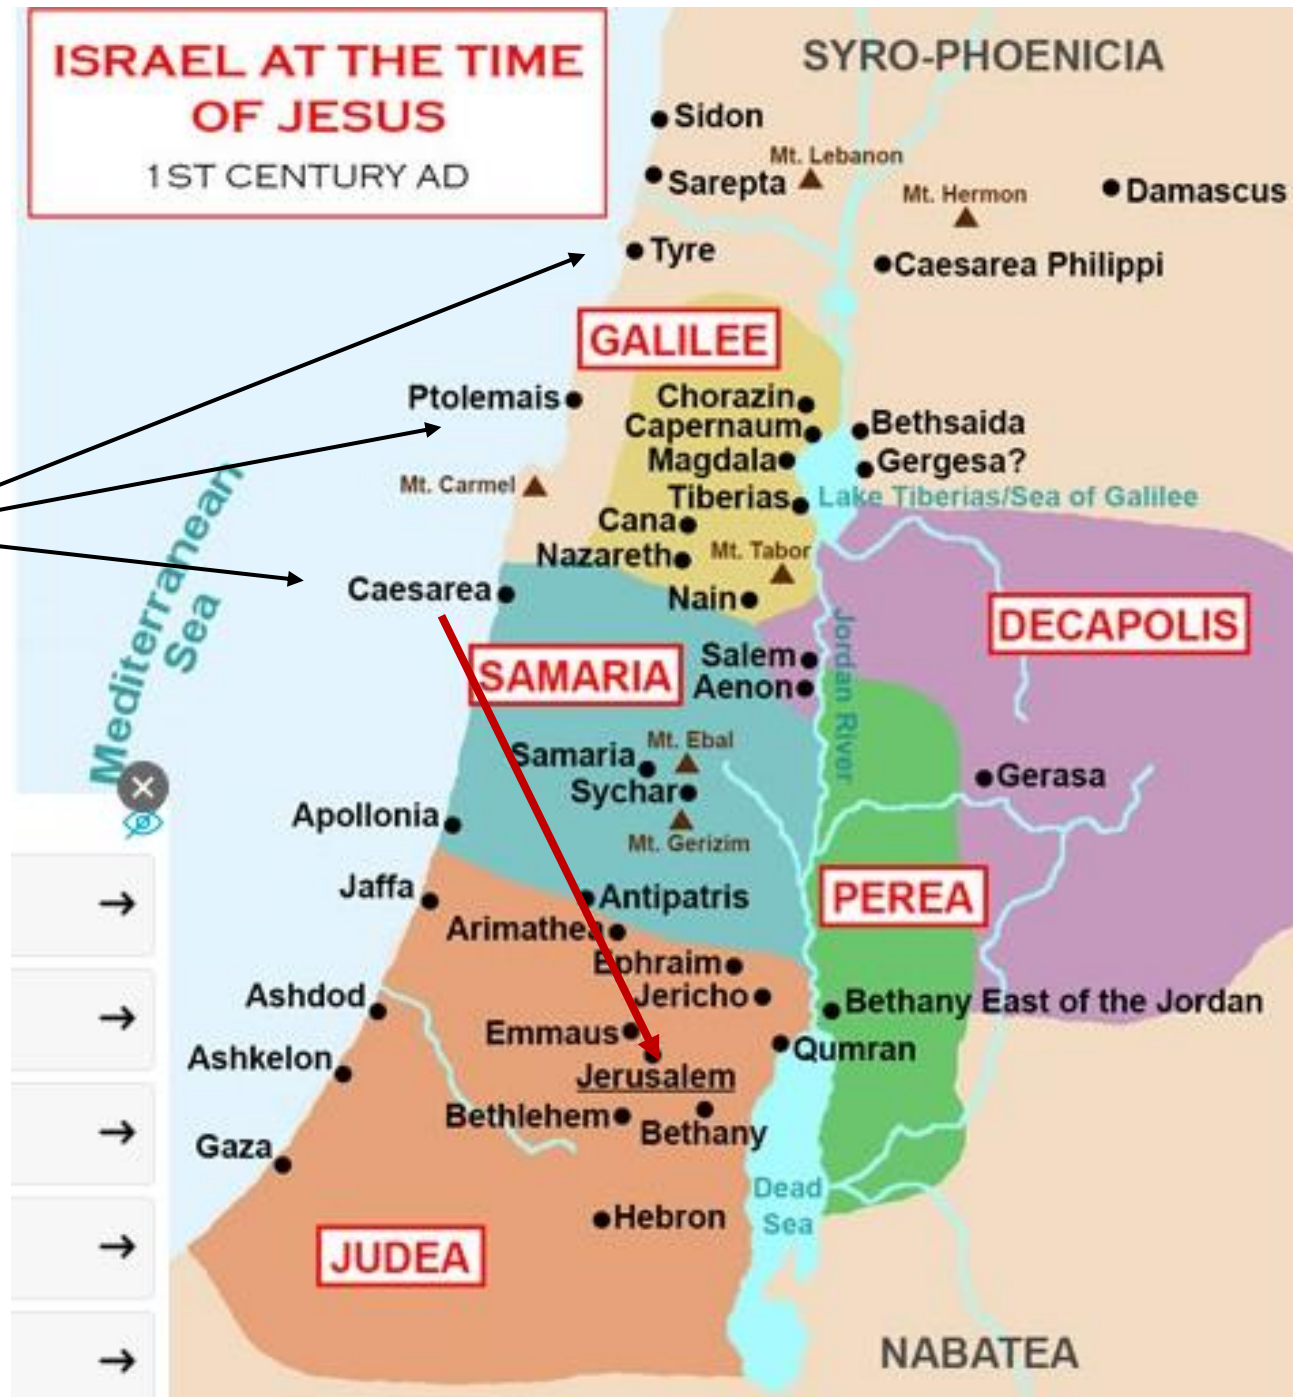 ISRAEL AT THE TIME
OF JESUS
1ST CENTURY AD
SYRO-PHOENICIA
Sidon
Mt. Lebanon
Sarepta
Mt. Hermon
Damascus
Tyre
Caesarea Philippi
GALILEE
Ptolemais
Chorazin
Capernaum
Bethsaida
Magdala
Gergesa?
Mt. Carmel
Tiberias
Lake Tiberias/Sea of Galilee
Cana
Nazareth
Mt. Tabor
Caesarea
Nain
Mediterranean
Sea
DECAPOLIS
Jordan River
SAMARIA
Salem
Aenon
Samaria
Mt. Ebal
Sychar
Gerasa
Apollonia
Mt. Gerizim
Jaffa
Antipatris
PEREA
Arimathea
Ephraim
Ashdod
Jericho
Bethany East of the Jordan
Emmaus
Qumran
Ashkelon
Jerusalem
Bethlehem
Bethany
Gaza
Dead
Sea
Hebron
JUDEA
NABATEA